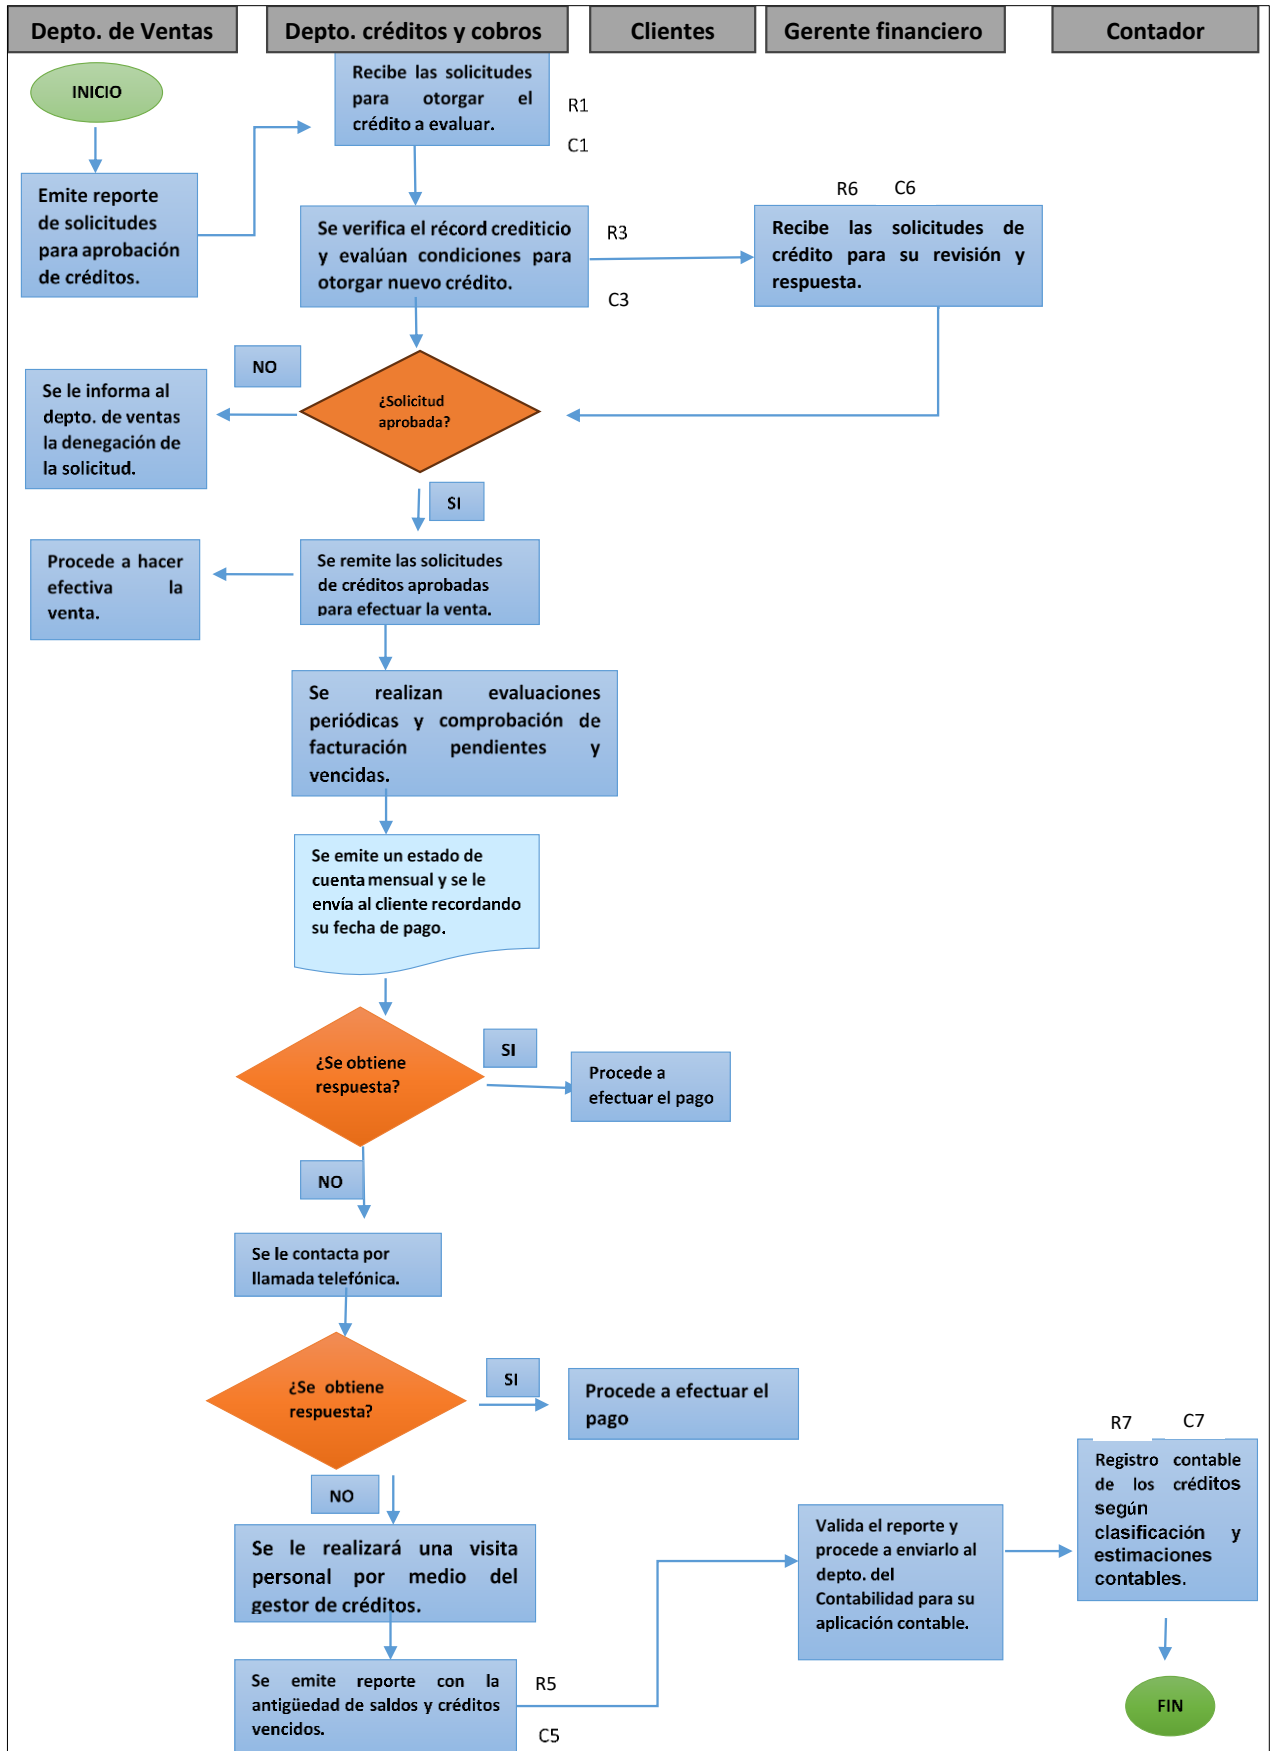 Depto. de Ventas
Depto. créditos y cobros
Clientes
Gerente financiero
Contador
INICIO
Recibe las solicitudes
para otorgar el
crédito a evaluar.
R1
C1
Emite reporte
de solicitudes
para aprobación
de créditos.
Se verifica el récord crediticio
y evalúan condiciones para
otorgar nuevo crédito.
R3
C3
R6
C6
Recibe las solicitudes de
crédito para su revisión y
respuesta.
NO
¿Solicitud
aprobada?
Se le informa al
depto. de ventas
la denegación de
la solicitud.
SI
Procede a hacer
efectiva la
venta.
Se remite las solicitudes
de créditos aprobadas
para efectuar la venta.
Se realizan evaluaciones
periódicas y comprobación de
facturación pendientes y
vencidas.
Se emite un estado de
cuenta mensual y se le
envía al cliente recordando
su fecha de pago.
¿Se obtiene
respuesta?
SI
Procede a
efectuar el pago
NO
Se le contacta por
llamada telefónica.
¿Se obtiene
respuesta?
SI
Procede a efectuar el
pago
NO
Se le realizará una visita
personal por medio del
gestor de créditos.
Se emite reporte con la
antigüedad de saldos y créditos
vencidos.
R5
C5
Valida el reporte y
procede a enviarlo al
depto. del
Contabilidad para su
aplicación contable.
R7
C7
Registro contable
de los créditos
según
clasificación y
estimaciones
contables.
FIN